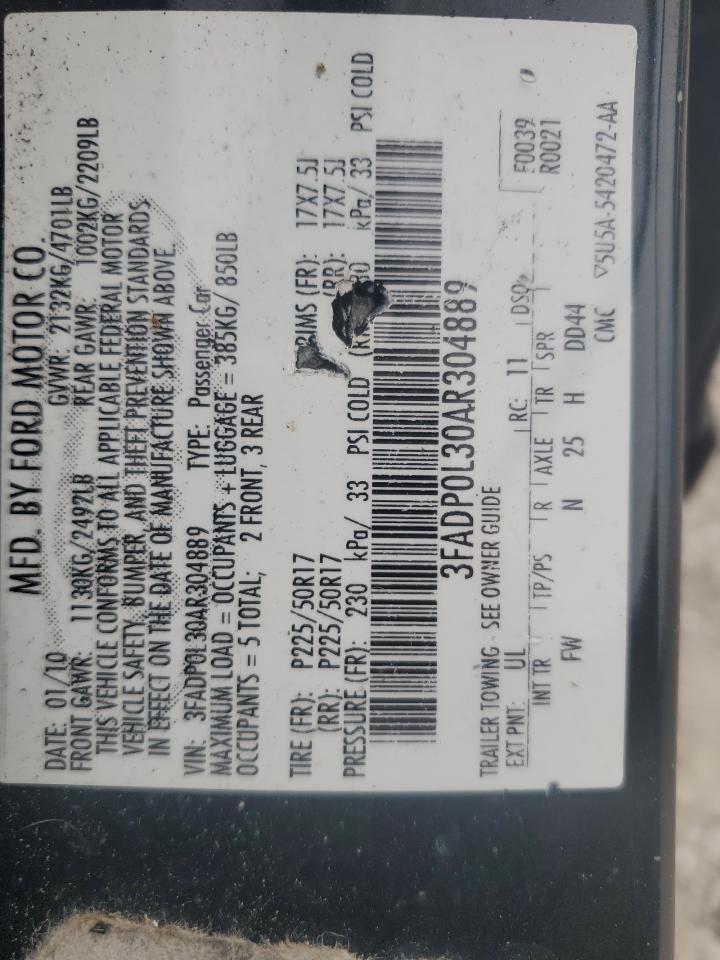 MFD. BY FORD MOTOR CO.
DATE: 01/10 GVWR: 2132KG/4701LB
FRONT GAWR: 1130KG/2492LB REAR GAWR: 1002KG/2209LB
THIS VEHICLE CONFORMS TO ALL APPLICABLE FEDERAL MOTOR
VEHICLE SAFETY, BUMPER, AND THEFT PREVENTION STANDARDS
IN EFFECT ON THE DATE OF MANUFACTURE SHOWN ABOVE.
VIN: 3FADP0L30AR304889 TYPE: Passenger Car
MAXIMUM LOAD = OCCUPANTS + LUGGAGE = 385KG/ 850LB
OCCUPANTS = 5 TOTAL; 2 FRONT, 3 REAR
TIRE (FR): P225/50R17 RIMS (FR): 17X7.5J
(RR): P225/50R17 (RR): 17X7.5J
PRESSURE (FR): 230 kPa/ 33 PSI COLD kPa/ 33 PSI COLD
3FADP0L30AR304889
TRAILER TOWING - SEE OWNER GUIDE
EXT PNT: UL RC: 11 DSO: F0039
INT TR TP/PS R AXLE TR SPR R0021
FW N 25 H DD44
CMC ▽5U5A-5420472-AA